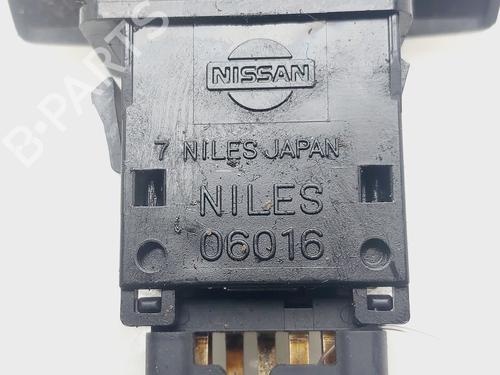 NISSAN
7 NILES JAPAN
NILES
06016
B-PARTS